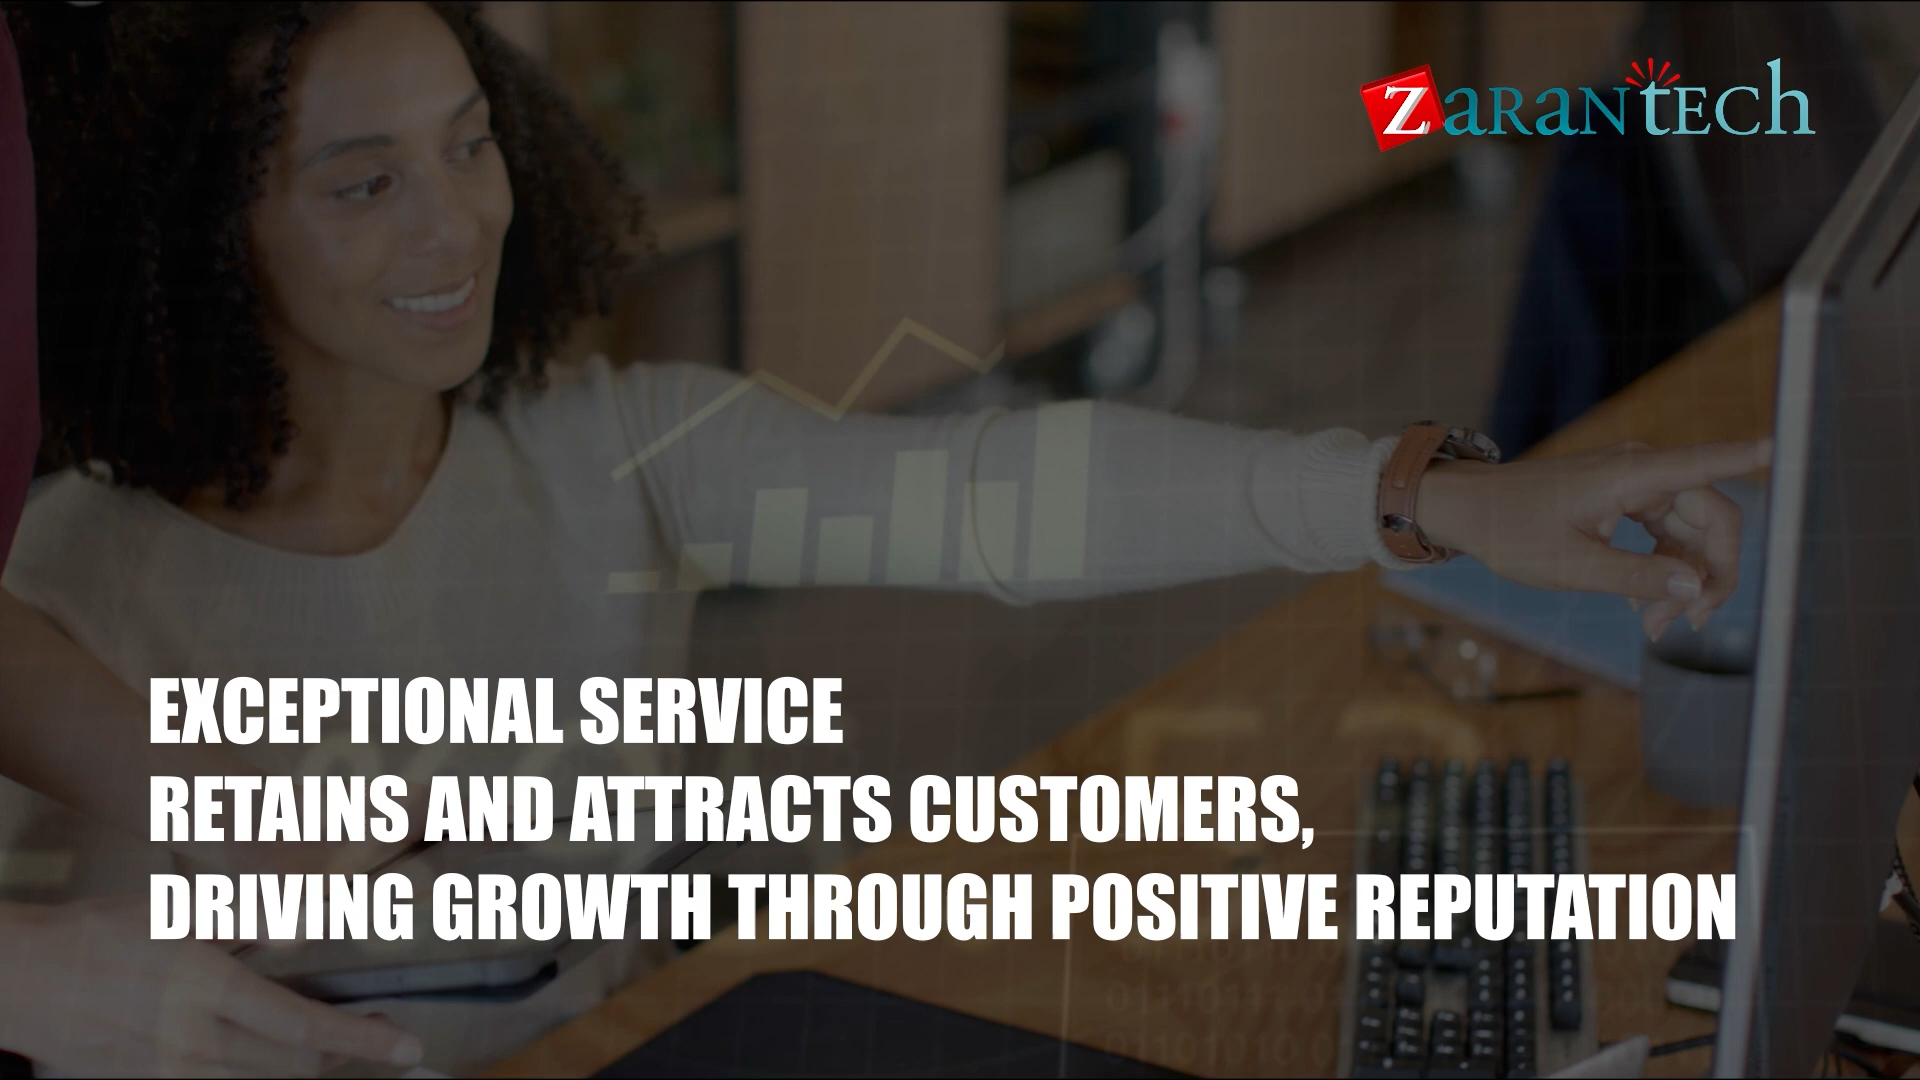 ZaRaNtECh
EXCEPTIONAL SERVICE
RETAINS AND ATTRACTS CUSTOMERS,
DRIVING GROWTH THROUGH POSITIVE REPUTATION